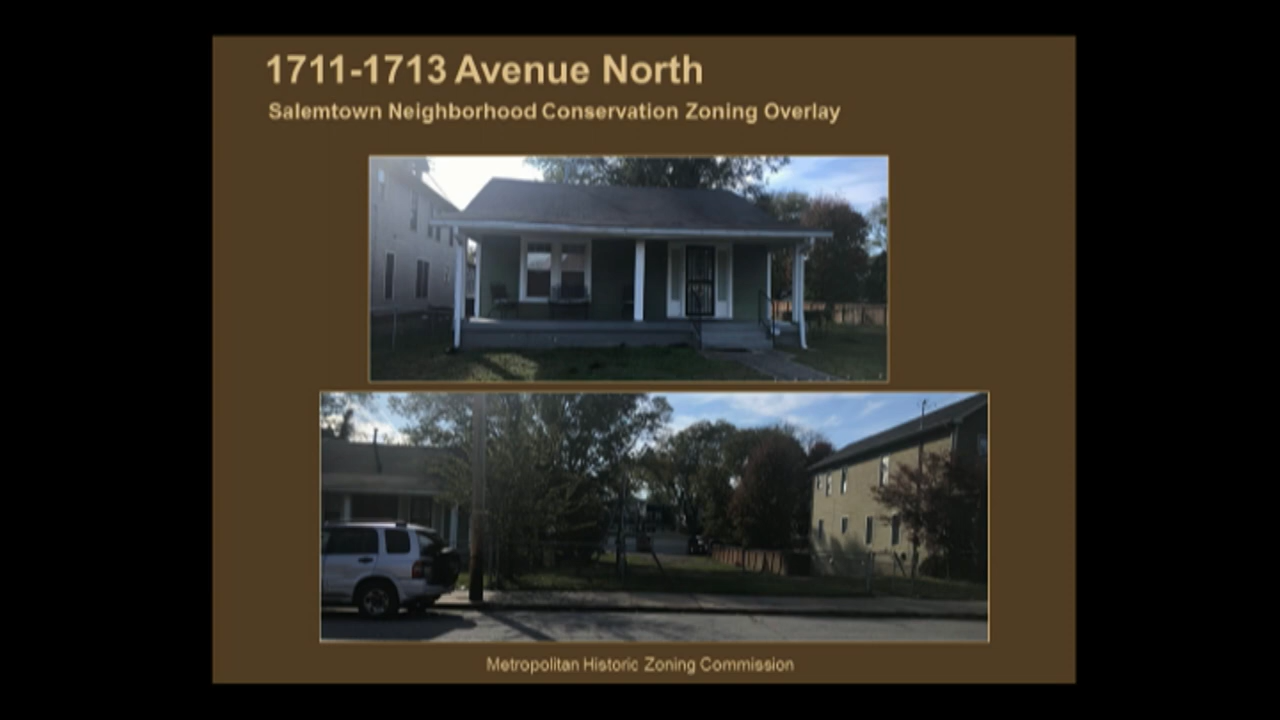 1711-1713 Avenue North
Salemtown Neighborhood Conservation Zoning Overlay
Metropolitan Historic Zoning Commission